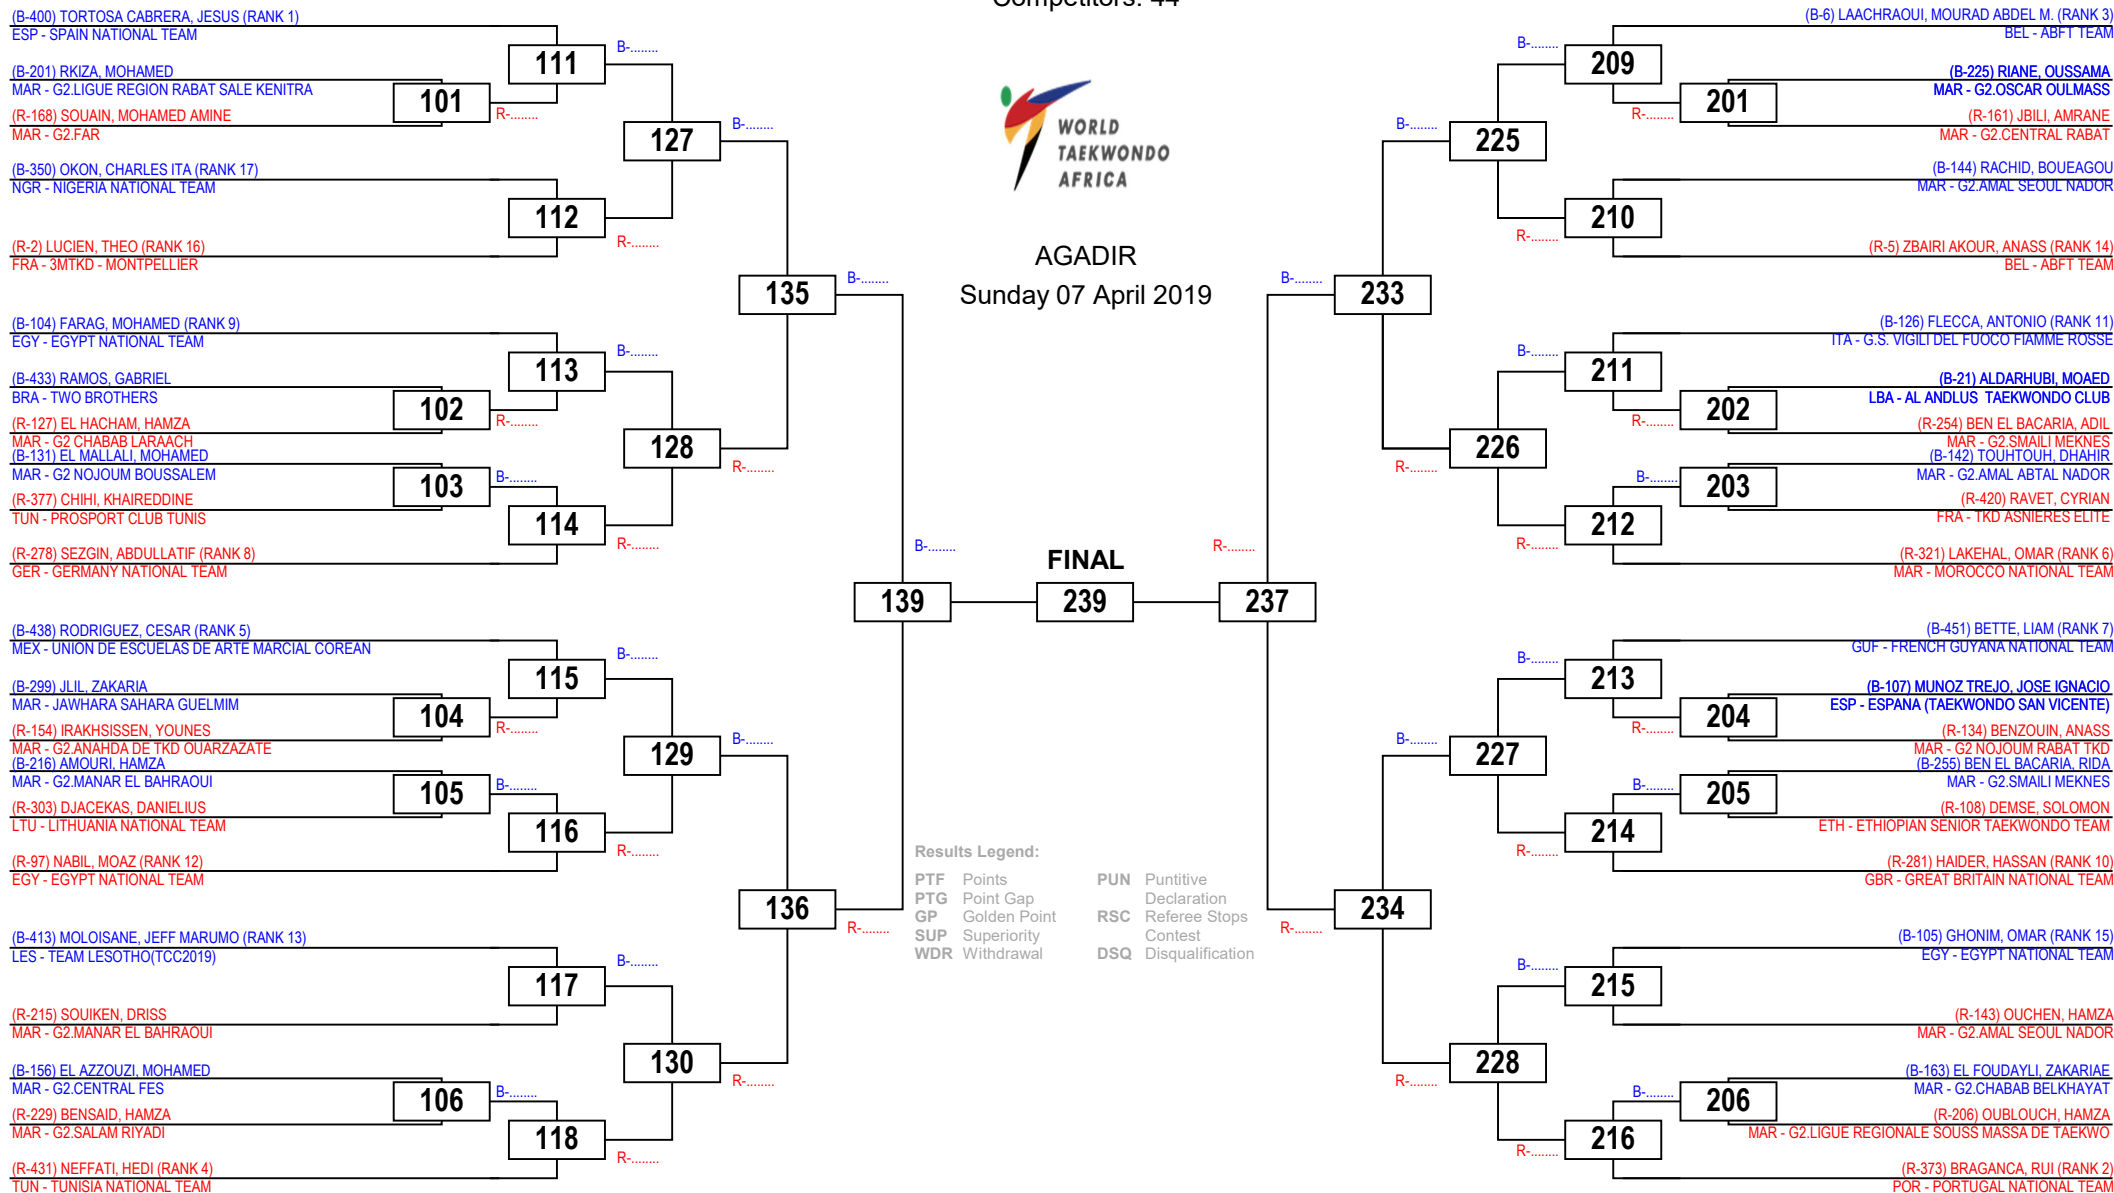 Competitors: 44
(B-400) TORTOSA CABRERA, JESUS (RANK 1)
ESP - SPAIN NATIONAL TEAM
111
B-........
(B-201) RKIZA, MOHAMED
MAR - G2.LIGUE REGION RABAT SALE KENITRA
101
R-........
(R-168) SOUAIN, MOHAMED AMINE
MAR - G2.FAR
127
B-........
(B-350) OKON, CHARLES ITA (RANK 17)
NGR - NIGERIA NATIONAL TEAM
112
R-........
(R-2) LUCIEN, THEO (RANK 16)
FRA - 3MTKD - MONTPELLIER
135
B-........
(B-104) FARAG, MOHAMED (RANK 9)
EGY - EGYPT NATIONAL TEAM
113
B-........
(B-433) RAMOS, GABRIEL
BRA - TWO BROTHERS
102
R-........
(R-127) EL HACHAM, HAMZA
MAR - G2 CHABAB LARAACH
128
R-........
(B-131) EL MALLALI, MOHAMED
MAR - G2 NOJOUM BOUSSALEM
103
B-........
(R-377) CHIHI, KHAIREDDINE
TUN - PROSPORT CLUB TUNIS
114
R-........
(R-278) SEZGIN, ABDULLATIF (RANK 8)
GER - GERMANY NATIONAL TEAM
139
B-........
(B-438) RODRIGUEZ, CESAR (RANK 5)
MEX - UNION DE ESCUELAS DE ARTE MARCIAL COREAN
115
B-........
(B-299) JLIL, ZAKARIA
MAR - JAWHARA SAHARA GUELMIM
104
R-........
(R-154) IRAKHSISSEN, YOUNES
MAR - G2.ANAHDA DE TKD OUARZAZATE
129
B-........
(B-216) AMOURI, HAMZA
MAR - G2.MANAR EL BAHRAOUI
105
B-........
(R-303) DJACEKAS, DANIELIUS
LTU - LITHUANIA NATIONAL TEAM
116
R-........
(R-97) NABIL, MOAZ (RANK 12)
EGY - EGYPT NATIONAL TEAM
136
R-........
(B-413) MOLOISANE, JEFF MARUMO (RANK 13)
LES - TEAM LESOTHO(TCC2019)
117
B-........
(R-215) SOUIKEN, DRISS
MAR - G2.MANAR EL BAHRAOUI
130
R-........
(B-156) EL AZZOUZI, MOHAMED
MAR - G2.CENTRAL FES
106
B-........
(R-229) BENSAID, HAMZA
MAR - G2.SALAM RIYADI
118
R-........
(R-431) NEFFATI, HEDI (RANK 4)
TUN - TUNISIA NATIONAL TEAM
WORLD
TAEKWONDO
AFRICA
AGADIR
Sunday 07 April 2019
FINAL
239
Results Legend:
PTF Points
PTG Point Gap
GP Golden Point
SUP Superiority
WDR Withdrawal
PUN Puntitive
Declaration
RSC Referee Stops
Contest
DSQ Disqualification
(B-6) LAACHRAOUI, MOURAD ABDEL M. (RANK 3)
BEL - ABFT TEAM
B-........
209
(B-225) RIANE, OUSSAMA
MAR - G2.OSCAR OULMASS
R-........
201
(R-161) JBILI, AMRANE
MAR - G2.CENTRAL RABAT
B-........
225
(B-144) RACHID, BOUEAGOU
MAR - G2.AMAL SEOUL NADOR
R-........
210
(R-5) ZBAIRI AKOUR, ANASS (RANK 14)
BEL - ABFT TEAM
B-........
233
(B-126) FLECCA, ANTONIO (RANK 11)
ITA - G.S. VIGILI DEL FUOCO FIAMME ROSSE
B-........
211
(B-21) ALDARHUBI, MOAED
LBA - AL ANDLUS TAEKWONDO CLUB
R-........
202
(R-254) BEN EL BACARIA, ADIL
MAR - G2.SMAILI MEKNES
R-........
226
(B-142) TOUHTOUH, DHAHIR
MAR - G2.AMAL ABTAL NADOR
B-........
203
(R-420) RAVET, CYRIAN
FRA - TKD ASNIERES ELITE
R-........
212
(R-321) LAKEHAL, OMAR (RANK 6)
MAR - MOROCCO NATIONAL TEAM
R-........
237
(B-451) BETTE, LIAM (RANK 7)
GUF - FRENCH GUYANA NATIONAL TEAM
B-........
213
(B-107) MUNOZ TREJO, JOSE IGNACIO
ESP - ESPANA (TAEKWONDO SAN VICENTE)
R-........
204
(R-134) BENZOUIN, ANASS
MAR - G2 NOJOUM RABAT TKD
B-........
227
(B-255) BEN EL BACARIA, RIDA
MAR - G2.SMAILI MEKNES
B-........
205
(R-108) DEMSE, SOLOMON
ETH - ETHIOPIAN SENIOR TAEKWONDO TEAM
R-........
214
(R-281) HAIDER, HASSAN (RANK 10)
GBR - GREAT BRITAIN NATIONAL TEAM
R-........
234
(B-105) GHONIM, OMAR (RANK 15)
EGY - EGYPT NATIONAL TEAM
B-........
215
(R-143) OUCHEN, HAMZA
MAR - G2.AMAL SEOUL NADOR
R-........
228
(B-163) EL FOUDAYLI, ZAKARIAE
MAR - G2.CHABAB BELKHAYAT
B-........
206
(R-206) OUBLOUCH, HAMZA
MAR - G2.LIGUE REGIONALE SOUSS MASSA DE TAEKWO
R-........
216
(R-373) BRAGANCA, RUI (RANK 2)
POR - PORTUGAL NATIONAL TEAM